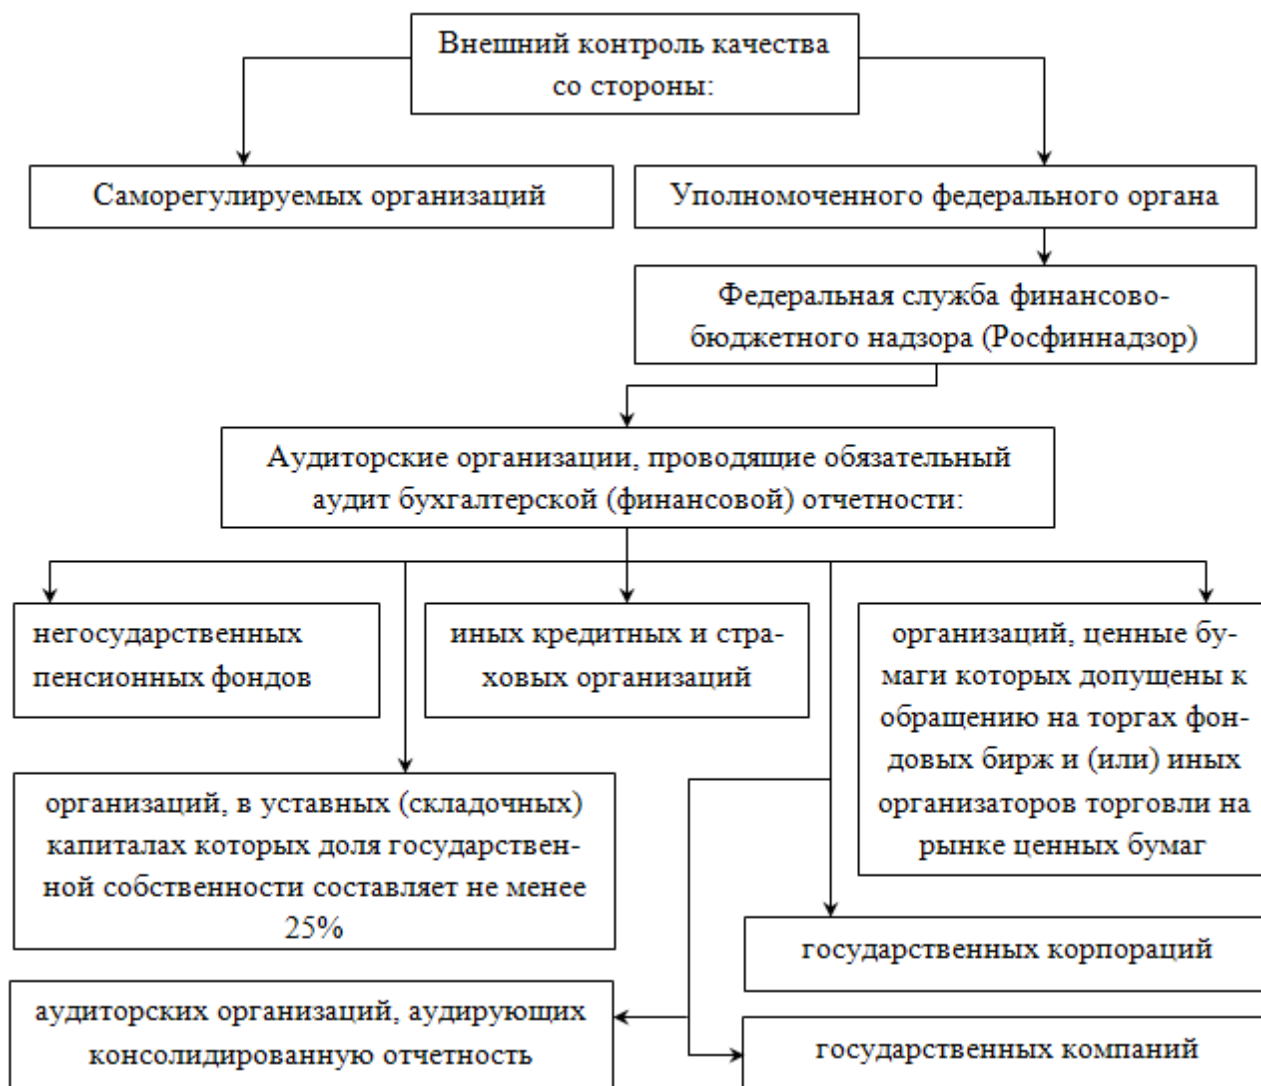 Внешний контроль качества
со стороны:
Саморегулируемых организаций
Уполномоченного федерального органа
Федеральная служба финансово-
бюджетного надзора (Росфиннадзор)
Аудиторские организации, проводящие обязательный
аудит бухгалтерской (финансовой) отчетности:
негосударственных
пенсионных фондов
иных кредитных и стра-
ховых организаций
организаций, ценные бу-
маги которых допущены к
обращению на торгах фон-
довых бирж и (или) иных
организаторов торговли на
рынке ценных бумаг
организаций, в уставных (складочных)
капиталах которых доля государствен-
ной собственности составляет не менее
25%
государственных корпораций
аудиторских организаций, аудирующих
консолидированную отчетность
государственных компаний